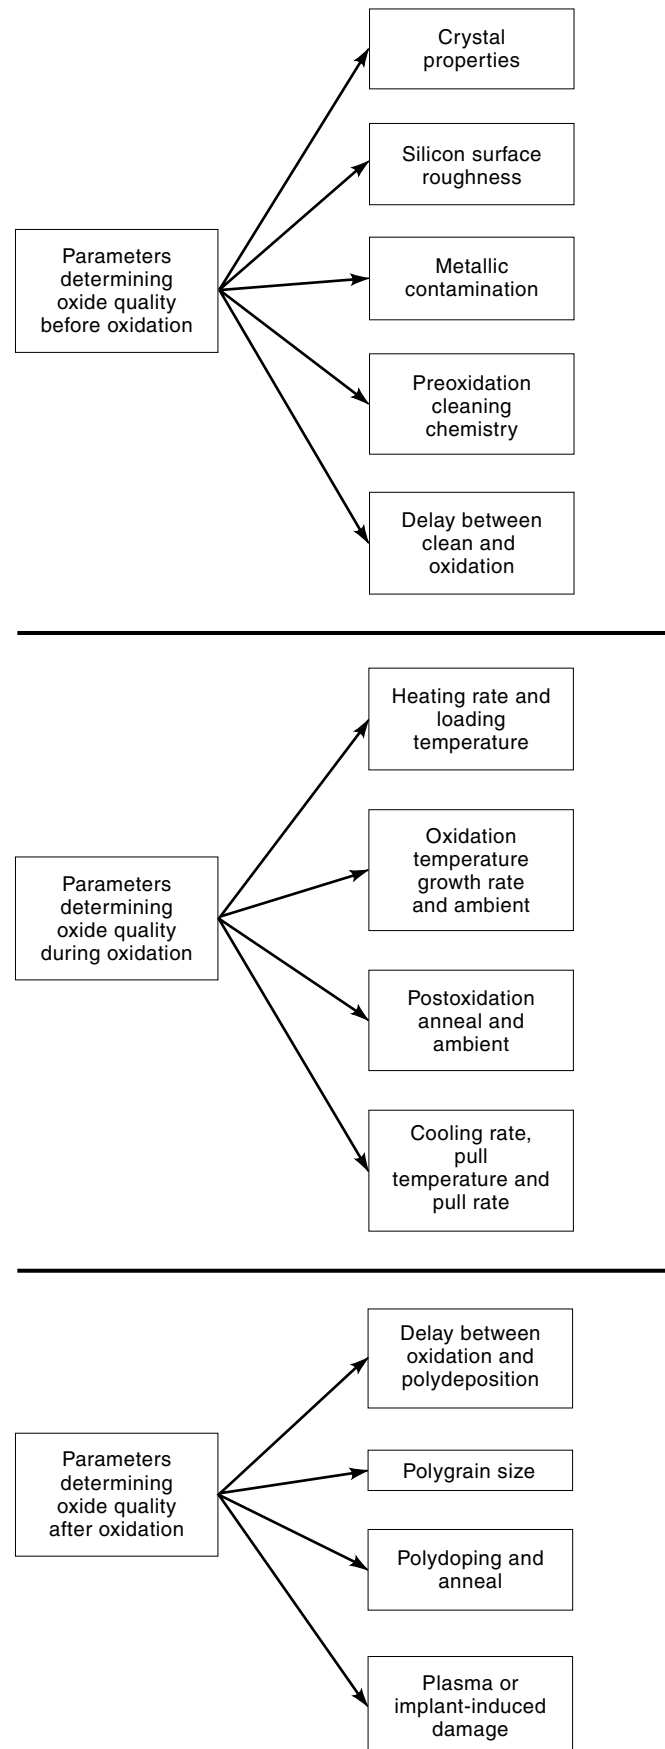 Crystal
properties
Silicon surface
roughness
Parameters
determining
oxide quality
before oxidation
Metallic
contamination
Preoxidation
cleaning
chemistry
Delay between
clean and
oxidation
Heating rate and
loading
temperature
Oxidation
temperature
growth rate
and ambient
Parameters
determining
oxide quality
during oxidation
Postoxidation
anneal and
ambient
Cooling rate,
pull
temperature and
pull rate
Delay between
oxidation and
polydeposition
Parameters
determining
oxide quality
after oxidation
Polygrain size
Polydoping and
anneal
Plasma or
implant-induced
damage